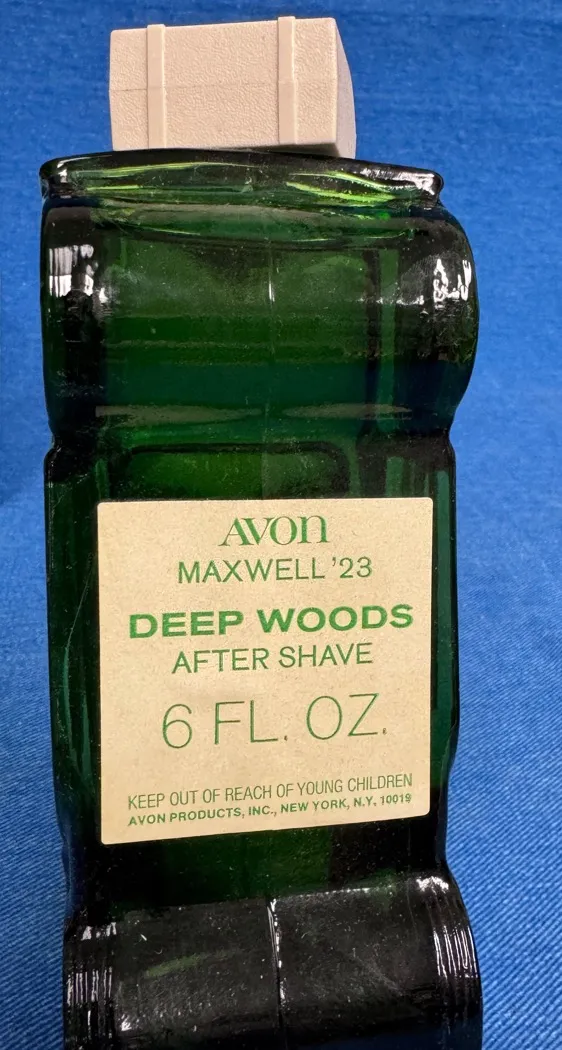 AVON
MAXWELL '23
DEEP WOODS
AFTER SHAVE
6 FL. OZ.
KEEP OUT OF REACH OF YOUNG CHILDREN
AVON PRODUCTS, INC., NEW YORK, N.Y. 10019